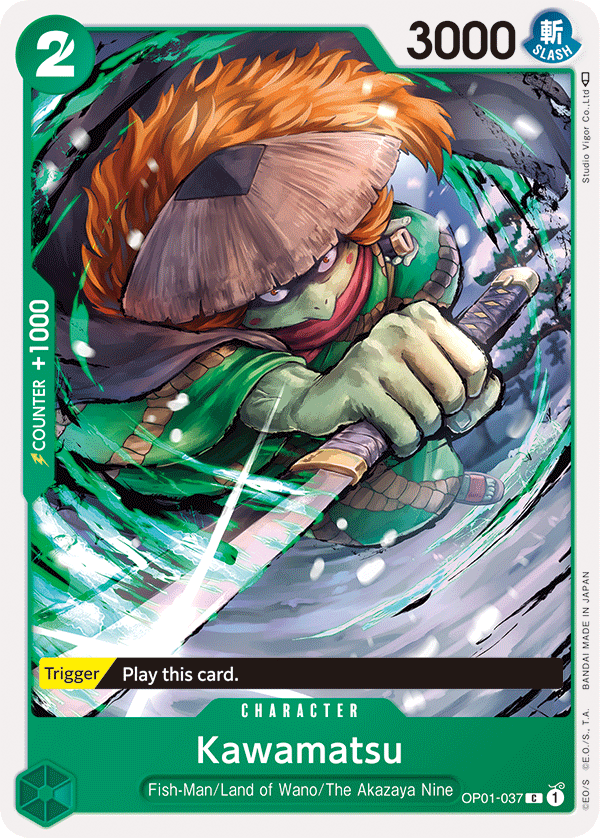 2
3000
斬
SLASH
Studio Vigor Co.,Ltd
COUNTER +1000
Trigger Play this card.
CHARACTER
Kawamatsu
Fish-Man/Land of Wano/The Akazaya Nine
OP01-037 C 1
©E/S ©E.O./S., T.A. BANDAI MADE IN JAPAN